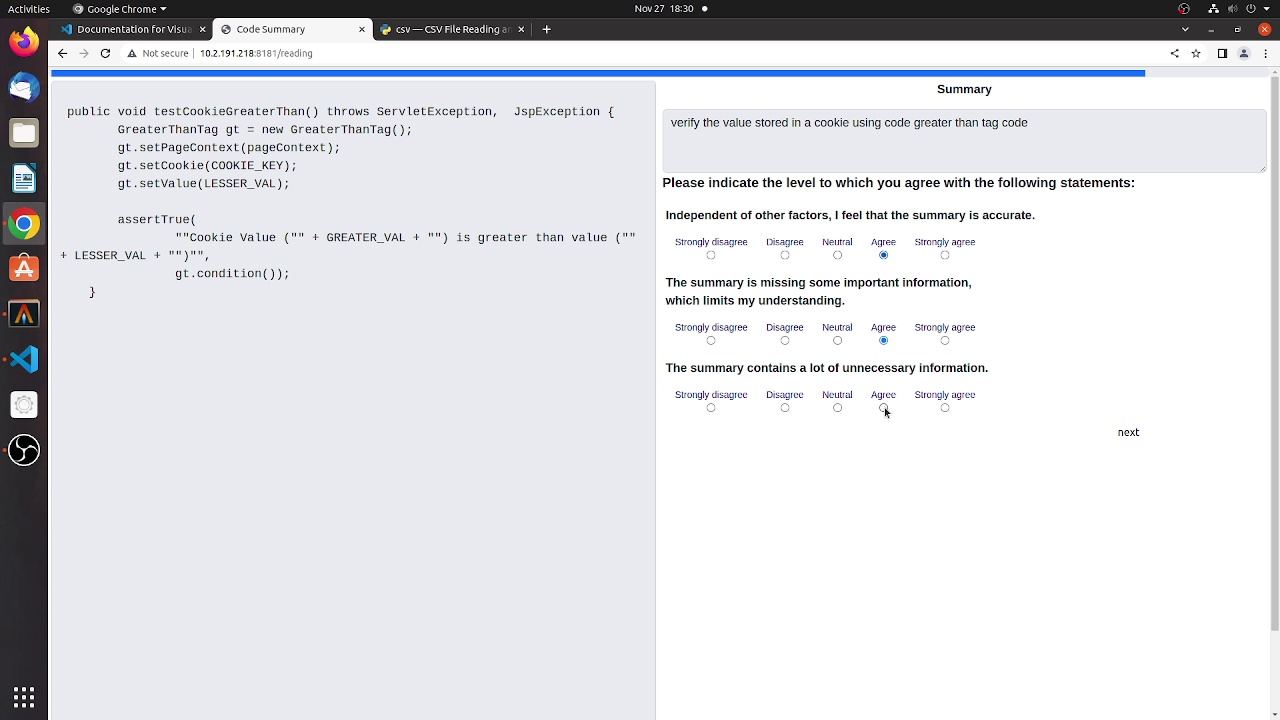 Activities Google Chrome Nov 27 18:30
Documentation for Visua Code Summary csv — CSV File Reading a
Not secure 10.2.191.218:8181/reading
public void testCookieGreaterThan() throws ServletException, JspException {
GreaterThanTag gt = new GreaterThanTag();
gt.setPageContext(pageContext);
gt.setCookie(COOKIE_KEY);
gt.setValue(LESSER_VAL);
assertTrue(
""Cookie Value ("" + GREATER_VAL + "") is greater than value (""
+ LESSER_VAL + "")"",
gt.condition());
}
Summary
verify the value stored in a cookie using code greater than tag code
Please indicate the level to which you agree with the following statements:
Independent of other factors, I feel that the summary is accurate.
Strongly disagree Disagree Neutral Agree Strongly agree
The summary is missing some important information,
which limits my understanding.
Strongly disagree Disagree Neutral Agree Strongly agree
The summary contains a lot of unnecessary information.
Strongly disagree Disagree Neutral Agree Strongly agree
next